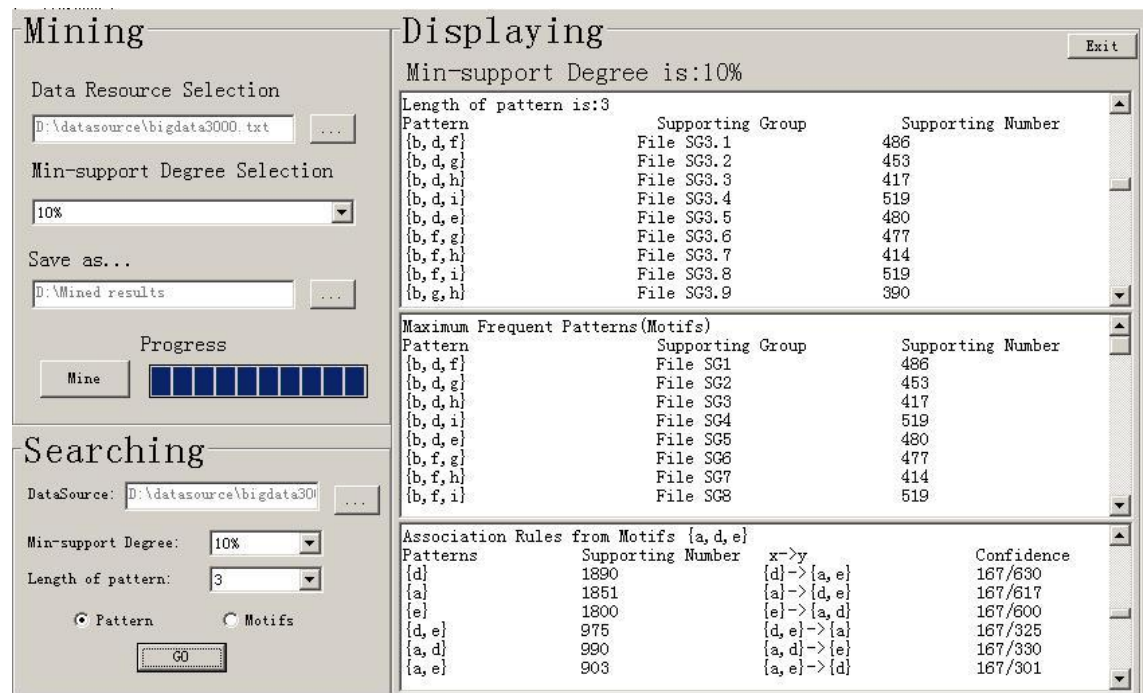 Mining
Data Resource Selection
D:\datasource\bigdata3000.txt ...
Min-support Degree Selection
10%
Save as...
D:\Mined results ...
Progress
Mine
Searching
DataSource: D:\datasource\bigdata30 ...
Min-support Degree: 10%
Length of pattern: 3
Pattern Motifs
GO
Displaying
Exit
Min-support Degree is:10%
Length of pattern is:3
Pattern Supporting Group Supporting Number
{b,d,f} File SG3.1 486
{b,d,g} File SG3.2 453
{b,d,h} File SG3.3 417
{b,d,i} File SG3.4 519
{b,d,e} File SG3.5 480
{b,f,g} File SG3.6 477
{b,f,h} File SG3.7 414
{b,f,i} File SG3.8 519
{b,g,h} File SG3.9 390
Maximum Frequent Patterns(Motifs)
Pattern Supporting Group Supporting Number
{b,d,f} File SG1 486
{b,d,g} File SG2 453
{b,d,h} File SG3 417
{b,d,i} File SG4 519
{b,d,e} File SG5 480
{b,f,g} File SG6 477
{b,f,h} File SG7 414
{b,f,i} File SG8 519
Association Rules from Motifs {a,d,e}
Patterns Supporting Number x->y Confidence
{d} 1890 {d}->{a,e} 167/630
{a} 1851 {a}->{d,e} 167/617
{e} 1800 {e}->{a,d} 167/600
{d,e} 975 {d,e}->{a} 167/325
{a,d} 990 {a,d}->{e} 167/330
{a,e} 903 {a,e}->{d} 167/301